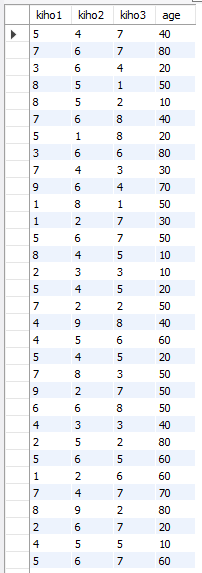 kiho1 kiho2 kiho3 age
5 4 7 40
7 6 7 80
3 6 4 20
8 5 1 50
8 5 2 10
7 6 8 40
5 1 8 20
3 6 6 80
7 4 3 30
9 6 4 70
1 8 1 50
1 2 7 30
5 6 7 50
8 4 5 10
2 3 3 10
5 4 5 20
7 2 2 50
4 9 8 40
4 5 6 60
5 4 5 20
7 8 3 50
9 2 7 50
6 6 8 50
4 3 3 40
2 5 2 80
5 6 5 60
1 2 6 60
7 4 7 70
8 9 2 80
2 6 7 20
4 5 5 10
5 6 7 60